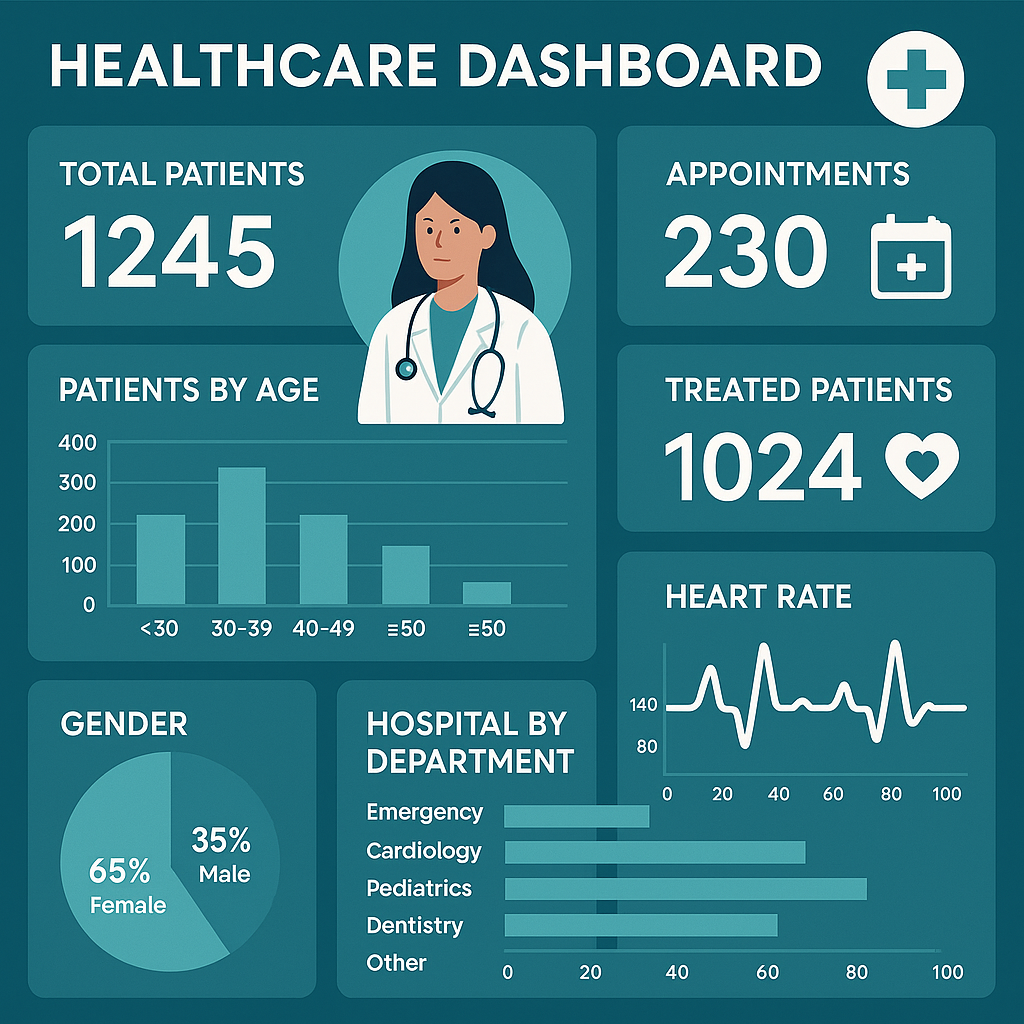 HEALTHCARE DASHBOARD
TOTAL PATIENTS
1245
APPOINTMENTS
230
PATIENTS BY AGE
400
300
200
100
0
<30 30-39 40-49 ≡50 ≡50
TREATED PATIENTS
1024
HEART RATE
140
80
0 20 40 60 80 100
GENDER
35%
Male
65%
Female
HOSPITAL BY
DEPARTMENT
Emergency
Cardiology
Pediatrics
Dentistry
Other
0 20 40 60 80 100